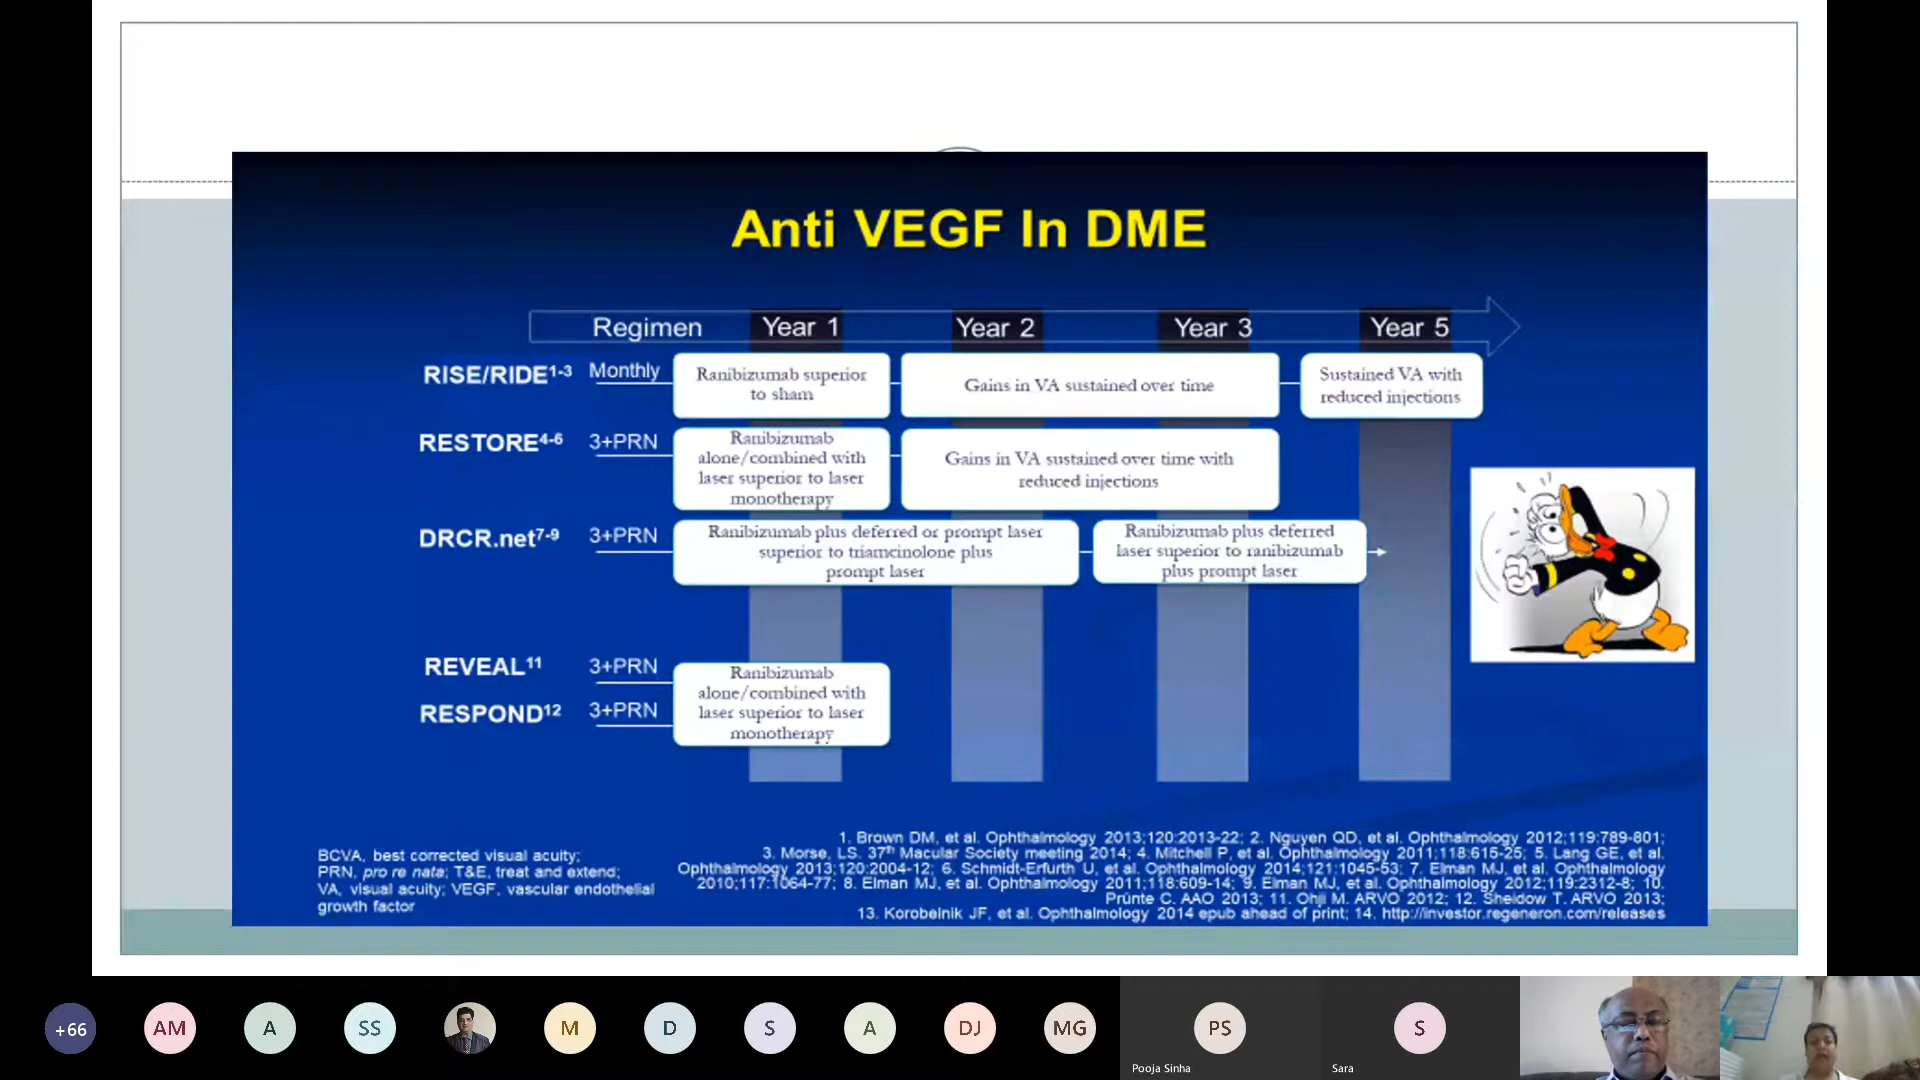 Anti VEGF In DME
Regimen
Year 1
Year 2
Year 3
Year 5
RISE/RIDE1-3
Monthly
Ranibizumab superior
to sham
Gains in VA sustained over time
Sustained VA with
reduced injections
RESTORE4-6
3+PRN
Ranibizumab
alone/combined with
laser superior to laser
monotherapy
Gains in VA sustained over time with
reduced injections
DRCR.net7-9
3+PRN
Ranibizumab plus deferred or prompt laser
superior to triamcinolone plus
prompt laser
Ranibizumab plus deferred
laser superior to ranibizumab
plus prompt laser
REVEAL11
3+PRN
RESPOND12
3+PRN
Ranibizumab
alone/combined with
laser superior to laser
monotherapy
BCVA, best corrected visual acuity;
PRN, pro re nata; T&E, treat and extend;
VA, visual acuity; VEGF, vascular endothelial
growth factor
1. Brown DM, et al. Ophthalmology 2013;120:2013-22; 2. Nguyen QD, et al. Ophthalmology 2012;119:789-801;
3. Morse, LS. 37th Macular Society meeting 2014; 4. Mitchell P, et al. Ophthalmology 2011;118:615-25; 5. Lang GE, et al.
Ophthalmology 2013;120:2004-12; 6. Schmidt-Erfurth U, et al. Ophthalmology 2014;121:1045-53; 7. Elman MJ, et al. Ophthalmology
2010;117:1064-77; 8. Elman MJ, et al. Ophthalmology 2011;118:609-14; 9. Elman MJ, et al. Ophthalmology 2012;119:2312-8; 10.
Prünte C. AAO 2013; 11. Ohji M. ARVO 2012; 12. Sheidow T. ARVO 2013;
13. Korobelnik JF, et al. Ophthalmology 2014 epub ahead of print; 14. http://investor.regeneron.com/releases
+66
AM
A
SS
M
D
S
A
DJ
MG
PS
S
Pooja Sinha
Sara